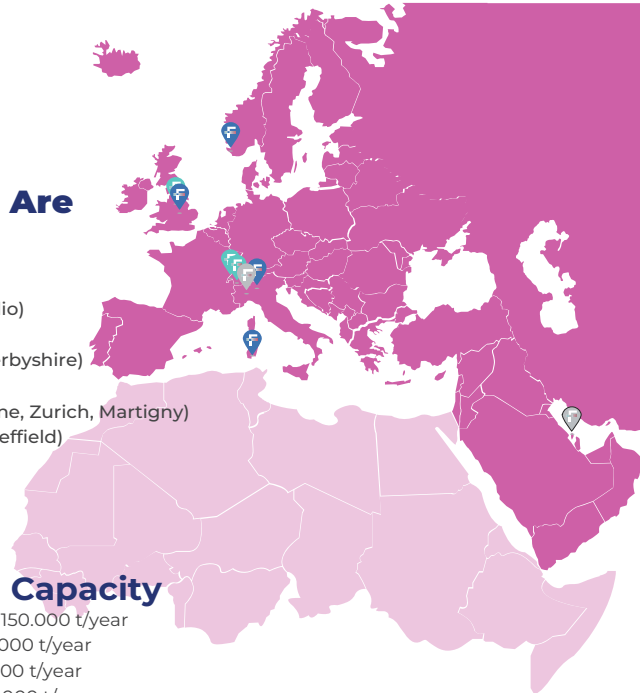 Are
io)
rbyshire)
ne, Zurich, Martigny)
effield)
Capacity
150.000 t/year
000 t/year
00 t/year